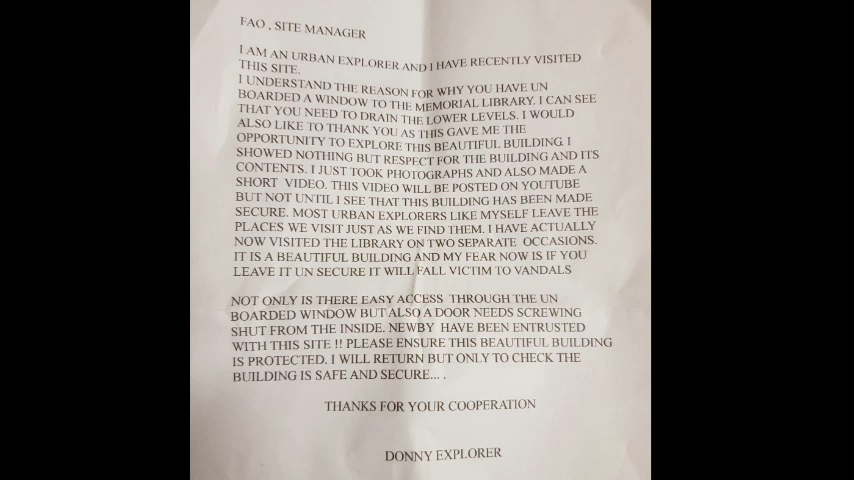 FAO , SITE MANAGER
I AM AN URBAN EXPLORER AND I HAVE RECENTLY VISITED
THIS SITE.
I UNDERSTAND THE REASON FOR WHY YOU HAVE UN
BOARDED A WINDOW TO THE MEMORIAL LIBRARY. I CAN SEE
THAT YOU NEED TO DRAIN THE LOWER LEVELS. I WOULD
ALSO LIKE TO THANK YOU AS THIS GAVE ME THE
OPPORTUNITY TO EXPLORE THIS BEAUTIFUL BUILDING. I
SHOWED NOTHING BUT RESPECT FOR THE BUILDING AND ITS
CONTENTS. I JUST TOOK PHOTOGRAPHS AND ALSO MADE A
SHORT VIDEO. THIS VIDEO WILL BE POSTED ON YOUTUBE
BUT NOT UNTIL I SEE THAT THIS BUILDING HAS BEEN MADE
SECURE. MOST URBAN EXPLORERS LIKE MYSELF LEAVE THE
PLACES WE VISIT JUST AS WE FIND THEM. I HAVE ACTUALLY
NOW VISITED THE LIBRARY ON TWO SEPARATE OCCASIONS.
IT IS A BEAUTIFUL BUILDING AND MY FEAR NOW IS IF YOU
LEAVE IT UN SECURE IT WILL FALL VICTIM TO VANDALS
NOT ONLY IS THERE EASY ACCESS THROUGH THE UN
BOARDED WINDOW BUT ALSO A DOOR NEEDS SCREWING
SHUT FROM THE INSIDE. NEWBY HAVE BEEN ENTRUSTED
WITH THIS SITE !! PLEASE ENSURE THIS BEAUTIFUL BUILDING
IS PROTECTED. I WILL RETURN BUT ONLY TO CHECK THE
BUILDING IS SAFE AND SECURE... .
THANKS FOR YOUR COOPERATION
DONNY EXPLORER